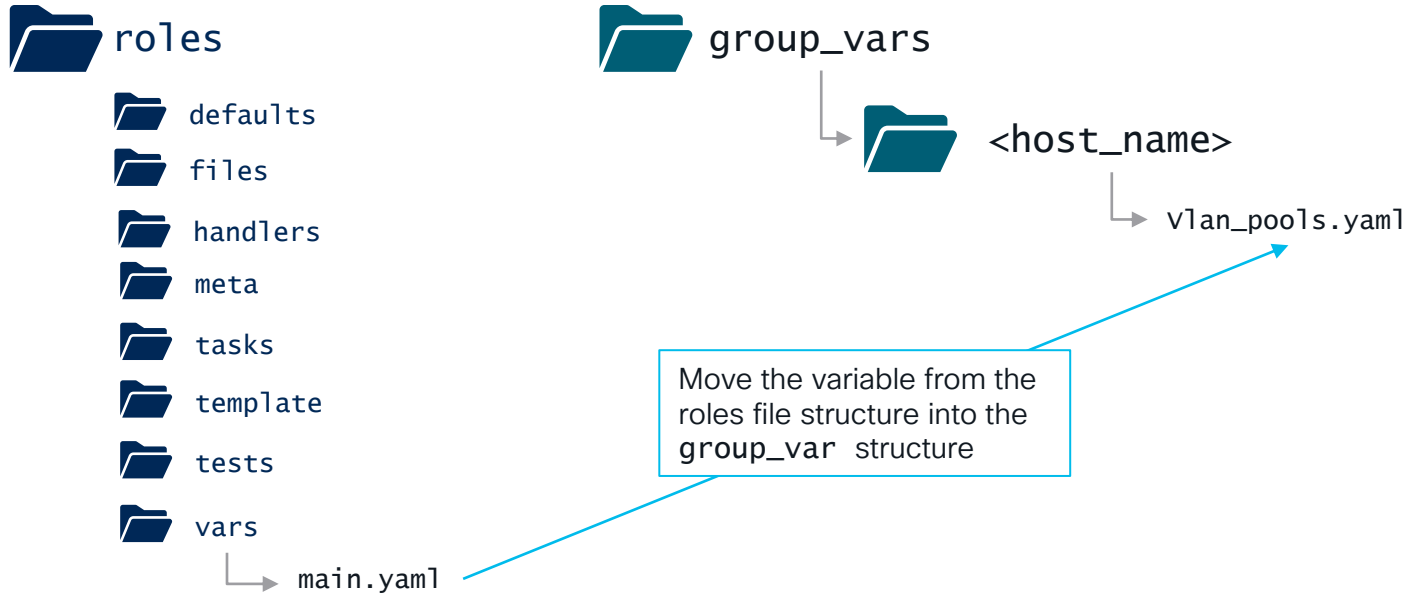 roles
defaults
files
handlers
meta
tasks
template
tests
vars
main.yaml
group_vars
<host_name>
Vlan_pools.yaml
Move the variable from the
roles file structure into the
group_var structure